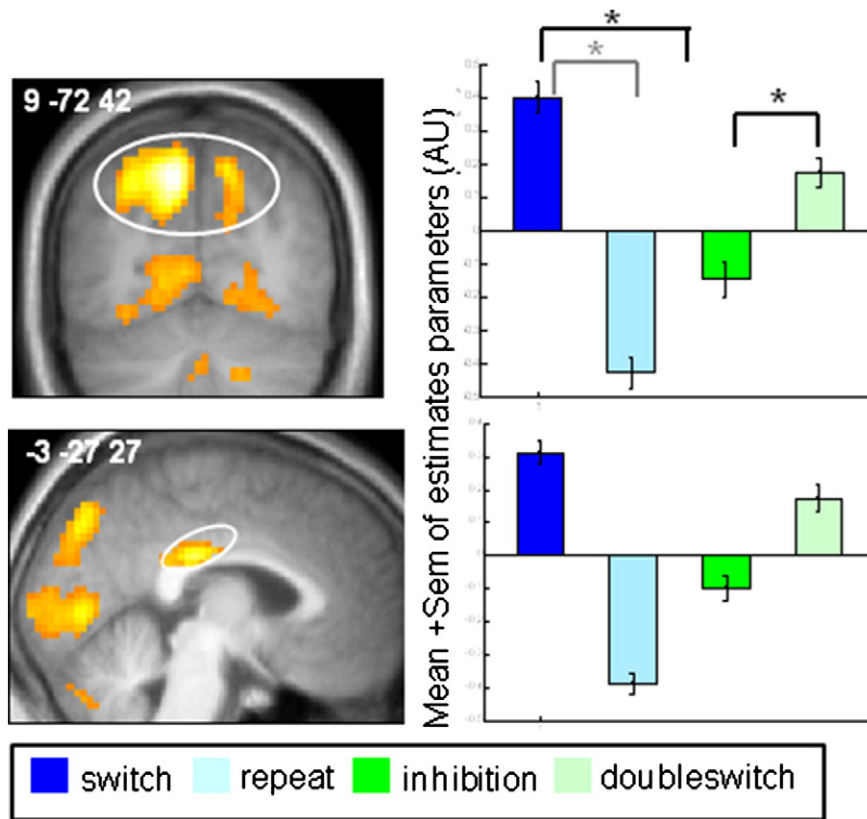 *
*
*
9 -72 42
-3 -27 27
Mean +Sem of estimates parameters (AU)
switch repeat inhibition doubleswitch